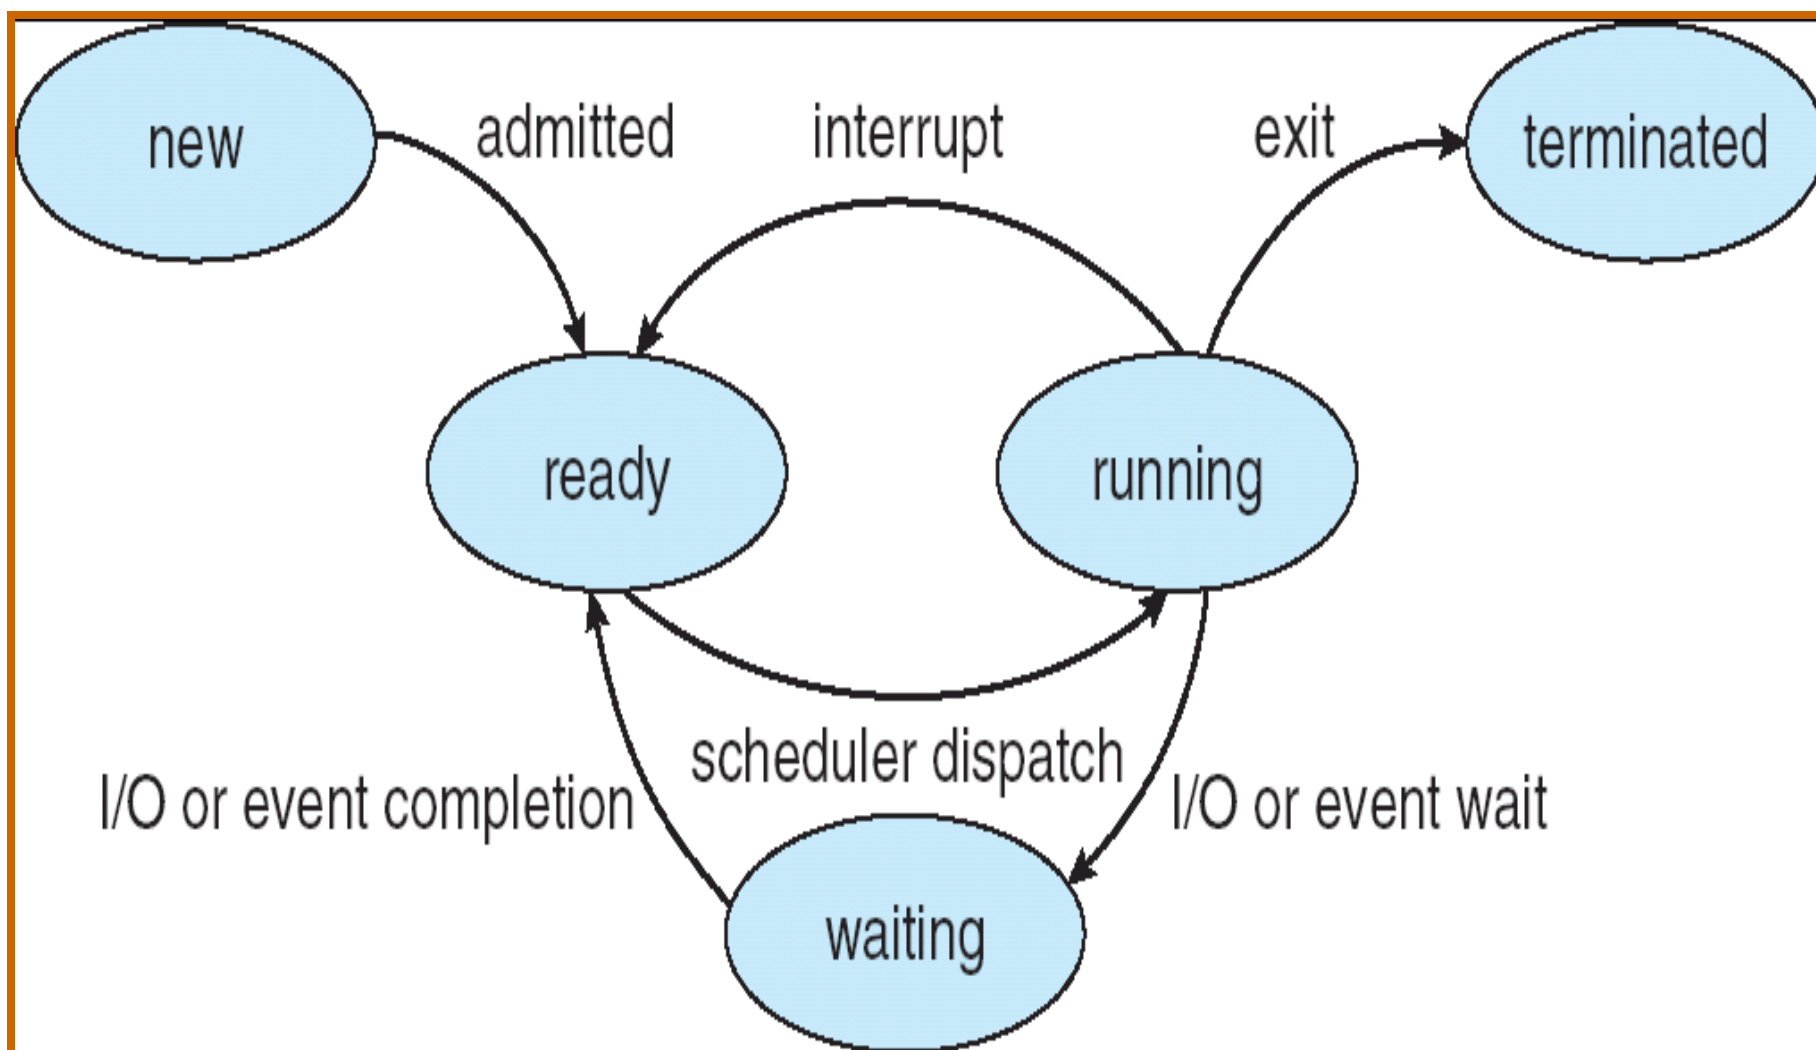 new
admitted
interrupt
exit
terminated
ready
running
scheduler dispatch
I/O or event completion
I/O or event wait
waiting